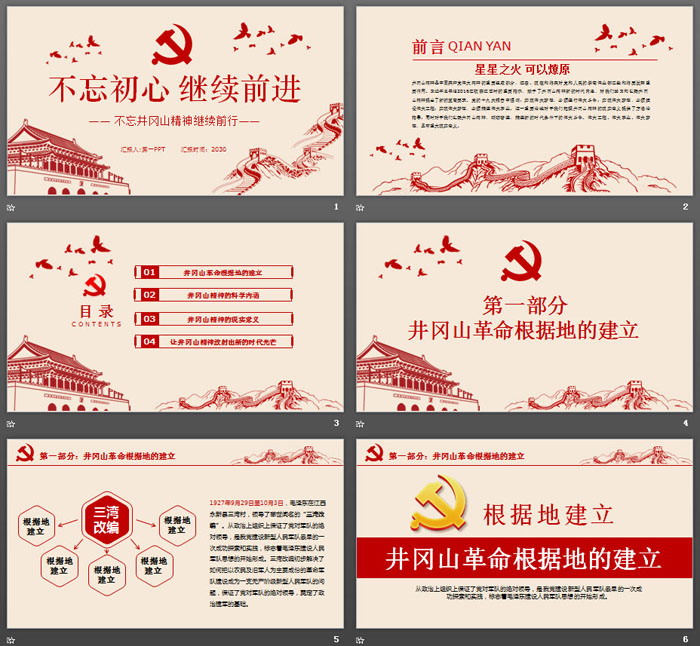 不忘初心 继续前进
—— 不忘井冈山精神继续前行——
汇报人:第一PPT 汇报时间:2030
1
前言 QIAN YAN
星星之火 可以燎原
2
目录
CONTENTS
01 井冈山革命根据地的建立
02 井冈山精神的科学内涵
03 井冈山精神的现实意义
04 让井冈山精神放射出新的时代光芒
3
第一部分
井冈山革命根据地的建立
4
第一部分:井冈山革命根据地的建立
三湾
改编
根据地
建立
根据地
建立
根据地
建立
根据地
建立
根据地
建立
1927年9月29日至10月3日,毛泽东在江西
永新县三湾村,领导了举世闻名的“三湾改
编”。从政治上组织上保证了党对军队的绝
对领导,是我党建设新型人民军队最早的一
次成功探索和实践,标志着毛泽东建设人民
军队思想的开始形成。三湾改编初步解决了
如何把以农民及旧军人为主要成份的革命军
队建设成为一支无产阶级新型人民军队的问
题,保证了党对军队的绝对领导,奠定了政
治建军的基础。
5
第一部分:井冈山革命根据地的建立
根据地建立
井冈山革命根据地的建立
从政治上组织上保证了党对军队的绝对领导,是我党建设新型人民军队最早的一次成
功探索和实践,标志着毛泽东建设人民军队思想的开始形成。
6